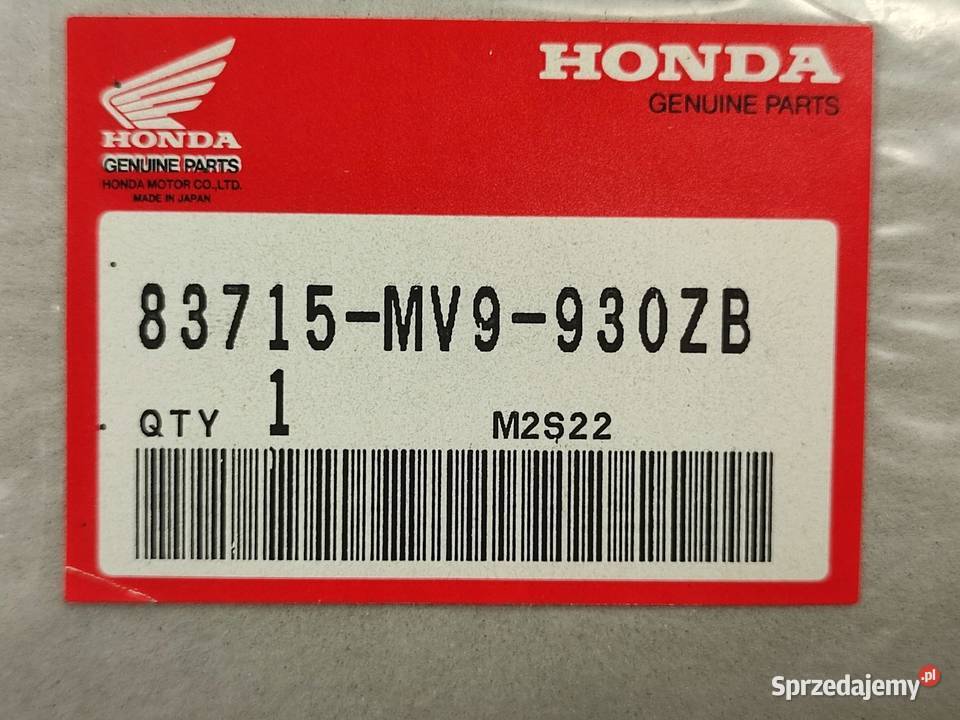 HONDA
GENUINE PARTS
HONDA MOTOR CO.,LTD.
MADE IN JAPAN
HONDA
GENUINE PARTS
83715-MV9-930ZB
QTY 1 M2S22
Sprzedajemy.pl